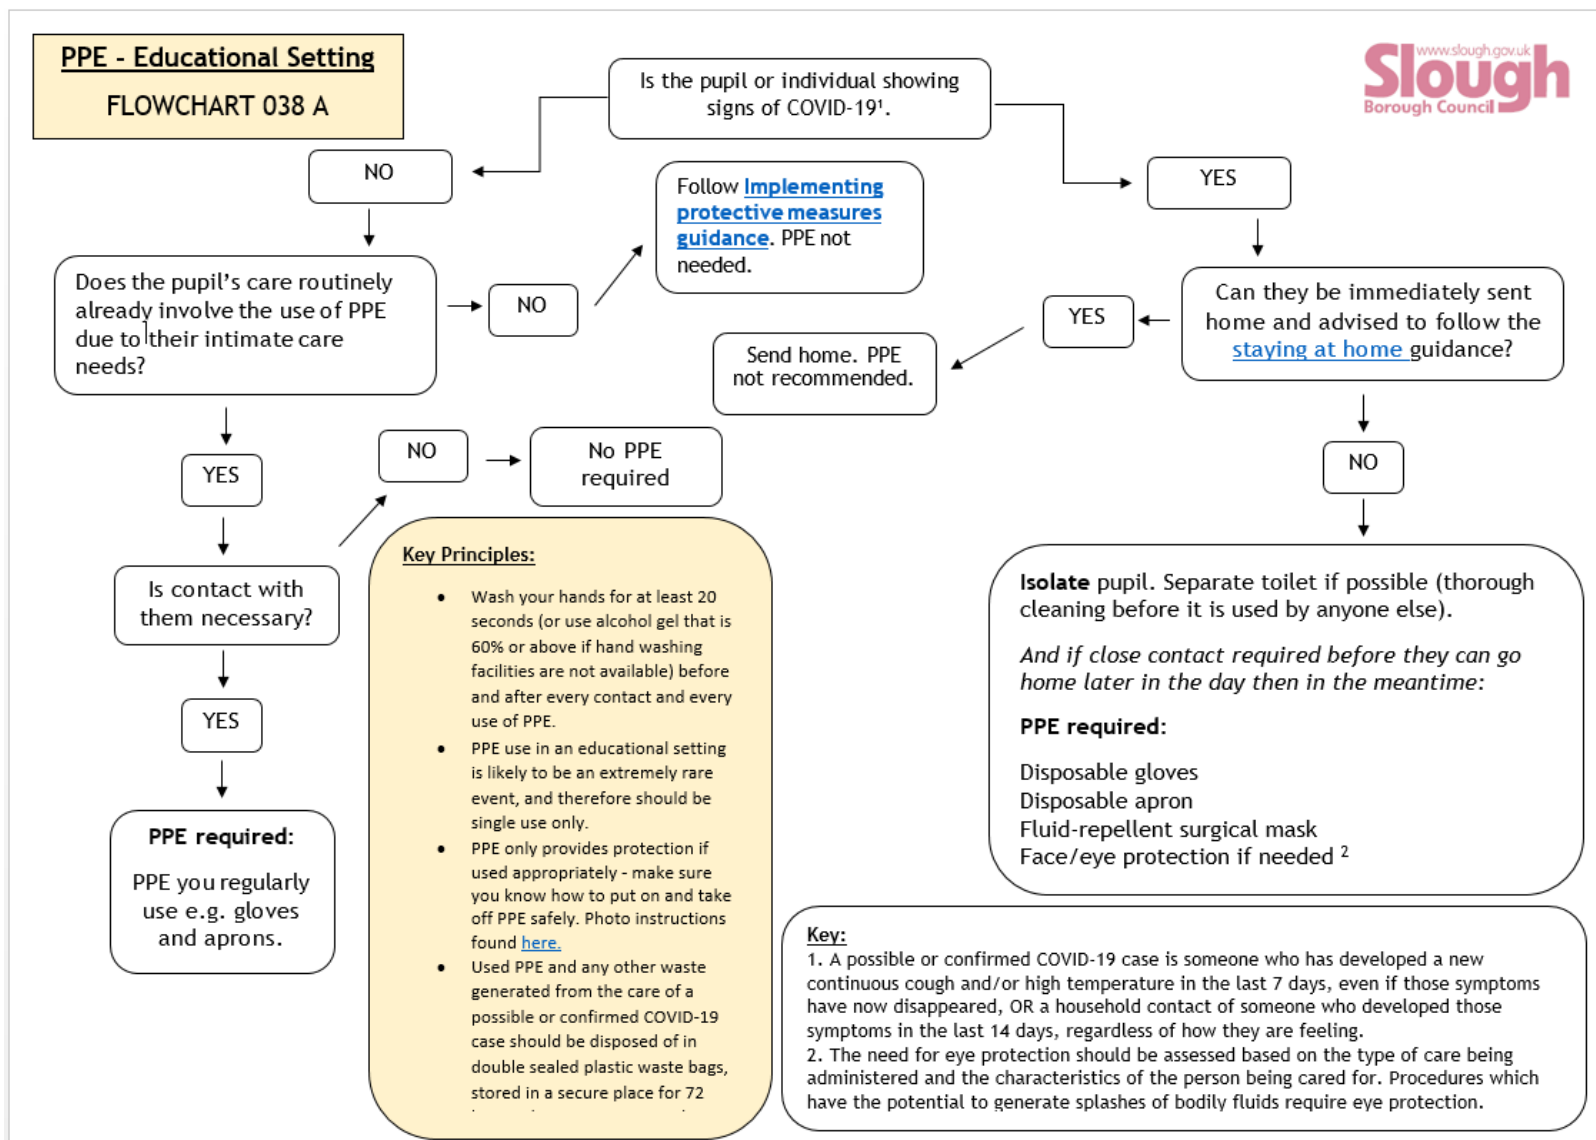 PPE - Educational Setting
FLOWCHART 038 A
Is the pupil or individual showing
signs of COVID-19¹.
www.slough.gov.uk
Slough
Borough Council
NO
Follow Implementing
protective measures
guidance. PPE not
needed.
YES
Does the pupil's care routinely
already involve the use of PPE
due to their intimate care
needs?
NO
Can they be immediately sent
home and advised to follow the
staying at home guidance?
YES
Send home. PPE
not recommended.
NO
YES
NO
No PPE
required
Is contact with
them necessary?
YES
PPE required:
PPE you regularly
use e.g. gloves
and aprons.
Key Principles:
• Wash your hands for at least 20
seconds (or use alcohol gel that is
60% or above if hand washing
facilities are not available) before
and after every contact and every
use of PPE.
• PPE use in an educational setting
is likely to be an extremely rare
event, and therefore should be
single use only.
• PPE only provides protection if
used appropriately - make sure
you know how to put on and take
off PPE safely. Photo instructions
found here.
• Used PPE and any other waste
generated from the care of a
possible or confirmed COVID-19
case should be disposed of in
double sealed plastic waste bags,
stored in a secure place for 72
Isolate pupil. Separate toilet if possible (thorough
cleaning before it is used by anyone else).
And if close contact required before they can go
home later in the day then in the meantime:
PPE required:
Disposable gloves
Disposable apron
Fluid-repellent surgical mask
Face/eye protection if needed ²
Key:
1. A possible or confirmed COVID-19 case is someone who has developed a new
continuous cough and/or high temperature in the last 7 days, even if those symptoms
have now disappeared, OR a household contact of someone who developed those
symptoms in the last 14 days, regardless of how they are feeling.
2. The need for eye protection should be assessed based on the type of care being
administered and the characteristics of the person being cared for. Procedures which
have the potential to generate splashes of bodily fluids require eye protection.